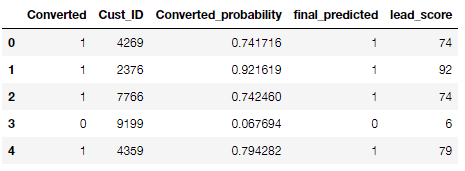 Converted Cust_ID Converted_probability final_predicted lead_score
0 1 4269 0.741716 1 74
1 1 2376 0.921619 1 92
2 1 7766 0.742460 1 74
3 0 9199 0.067694 0 6
4 1 4359 0.794282 1 79